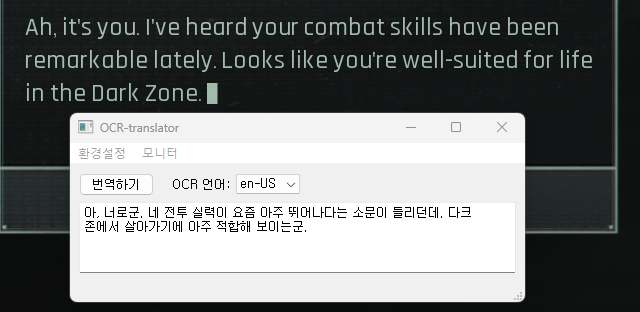 Ah, it's you. I've heard your combat skills have been
remarkable lately. Looks like you're well-suited for life
in the Dark Zone.
OCR-translator
환경설정 모니터
번역하기 OCR 언어: en-US
아, 너로군. 네 전투 실력이 요즘 아주 뛰어나다는 소문이 들리던데. 다크
존에서 살아가기에 아주 적합해 보이는군.